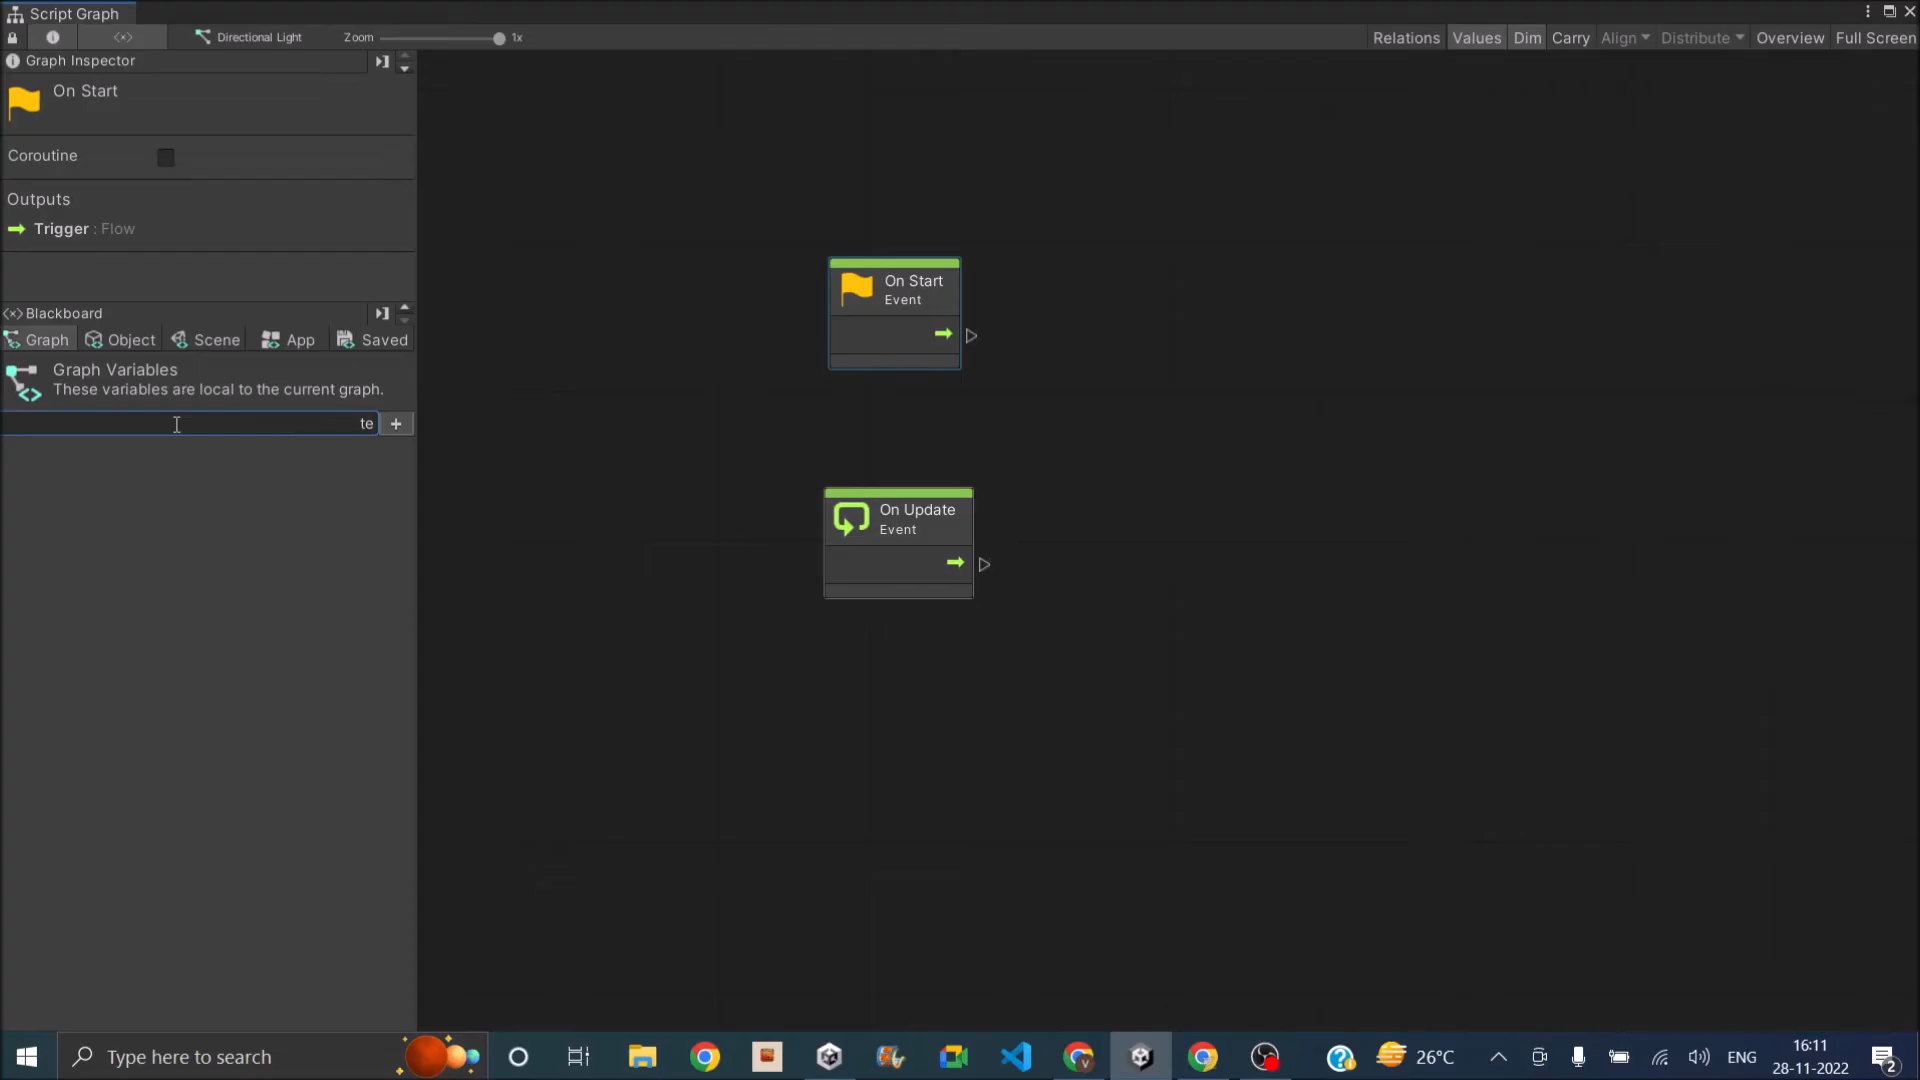 Script Graph
Directional Light Zoom 1x Relations Values Dim Carry Align Distribute Overview Full Screen
Graph Inspector
On Start
Coroutine
Outputs
Trigger : Flow
Blackboard
Graph Object Scene App Saved
Graph Variables
These variables are local to the current graph.
te
On Start
Event
On Update
Event
Type here to search
26°C
ENG
16:11
28-11-2022
2